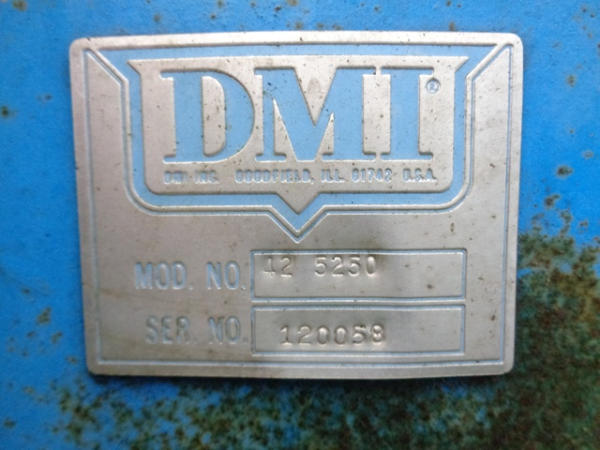 DMI®
DMI INC. GOODFIELD, ILL. 61742 U.S.A.
MOD. NO. 42 5250
SER. NO. 120058